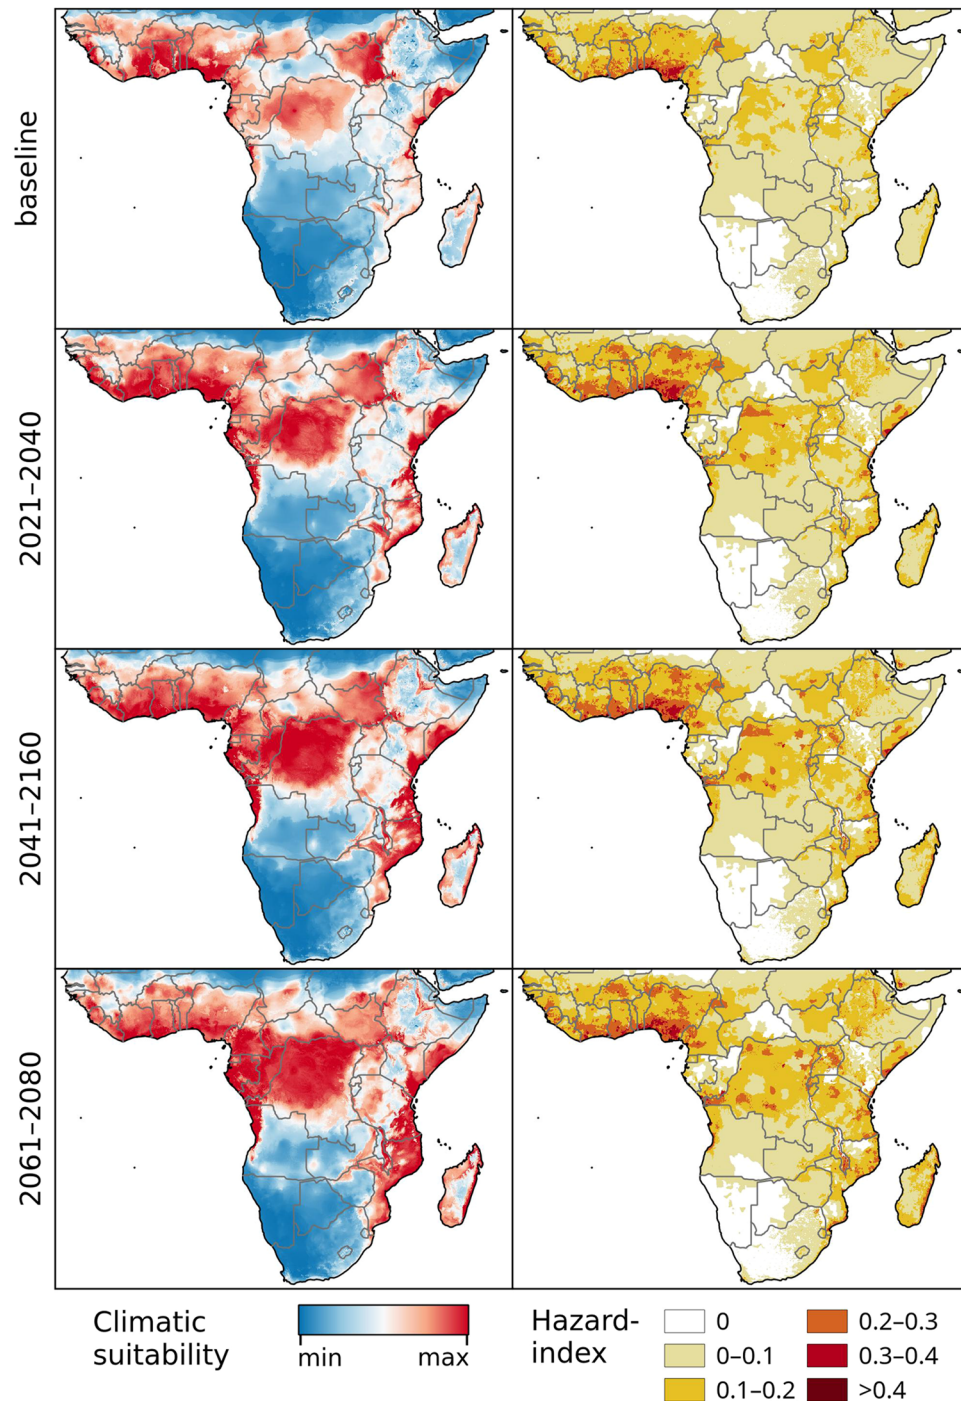 baseline
2021–2040
2041–2160
2061–2080
Climatic
suitability
min
max
Hazard-
index
0
0–0.1
0.1–0.2
0.2–0.3
0.3–0.4
>0.4